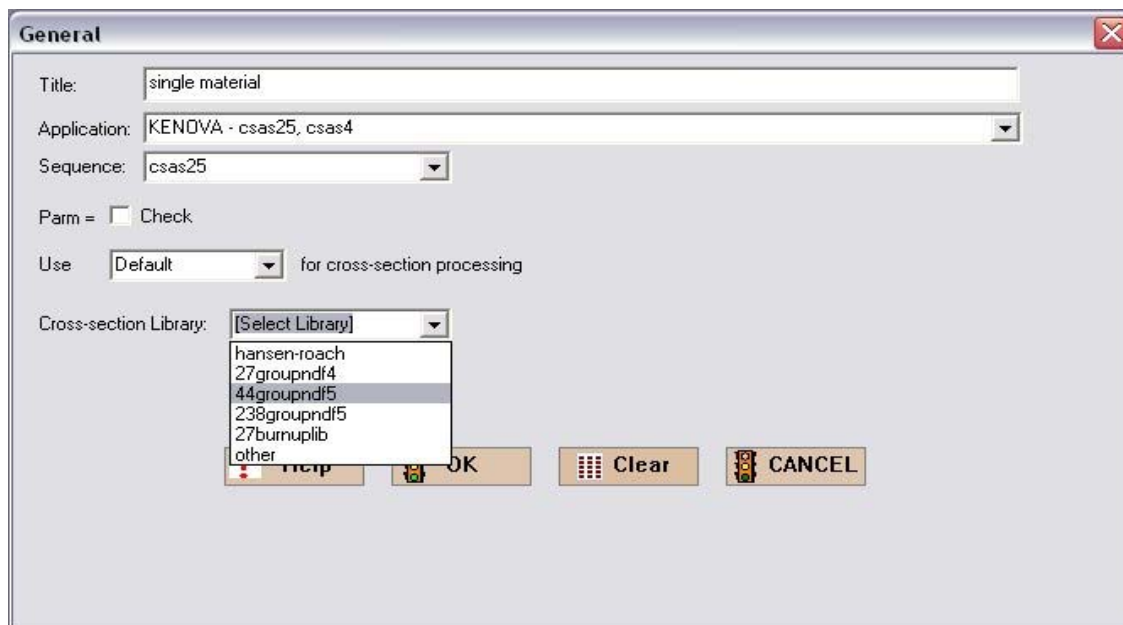 General
Title: single material
Application: KENOVA - csas25, csas4
Sequence: csas25
Parm = Check
Use Default for cross-section processing
Cross-section Library: [Select Library]
hansen-roach
27groupndf4
44groupndf5
238groupndf5
27burnuplib
other
Help OK Clear CANCEL